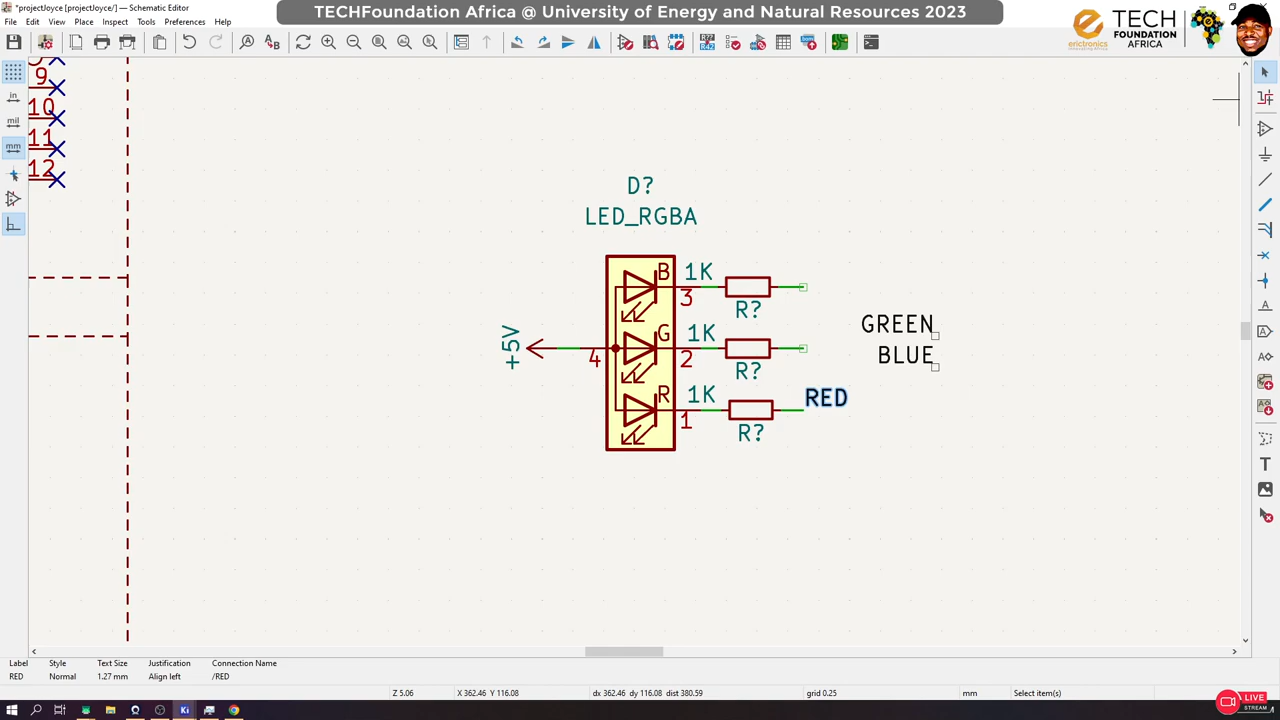 *projectJoyce [projectJoyce/] — Schematic Editor
TECHFoundation Africa @ University of Energy and Natural Resources 2023
File Edit View Place Inspect Tools Preferences Help
erictronics
TECH
FOUNDATION
AFRICA
in
mil
mm
9
10
11
12
D?
LED_RGBA
B 1K
3 R?
+5V
4
G 1K
2 R?
R 1K
1 R?
GREEN
BLUE
RED
Label Style Text Size Justification Connection Name
RED Normal 1.27 mm Align left /RED
Z 5.06 X 362.46 Y 116.08 dx 362.46 dy 116.08 dist 380.59 grid 0.25 mm Select item(s)
LIVE
STREAM